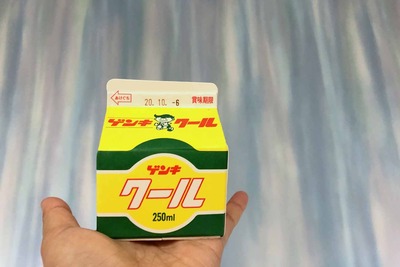 あけぐち 20.10.-6 賞味期限
ゲンキクール
ゲンキ
クール
250ml